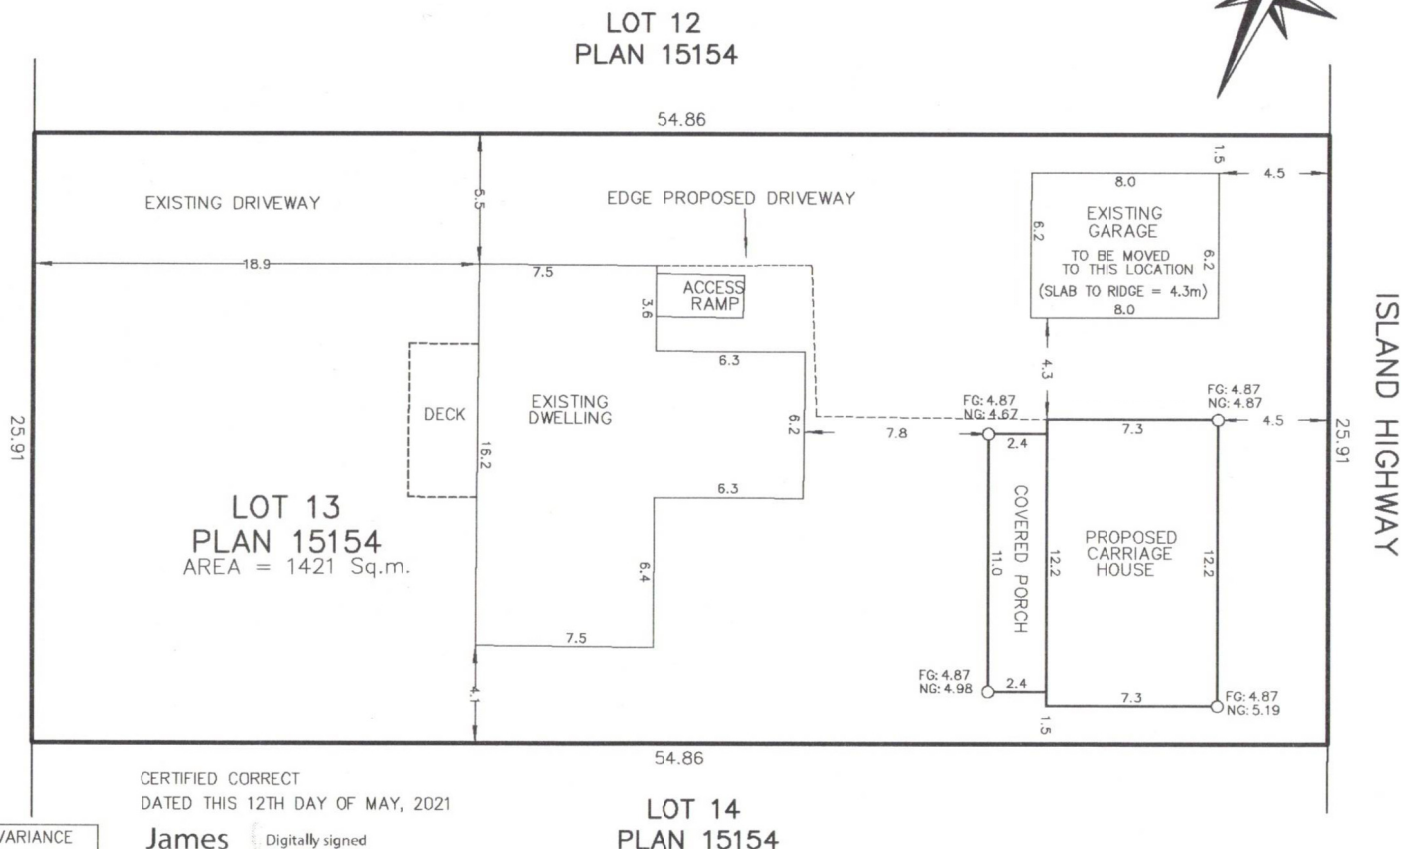 LOT 12
PLAN 15154
54.86
1.5
4.5
8.0
EXISTING DRIVEWAY
5.5
EDGE PROPOSED DRIVEWAY
EXISTING
GARAGE
6.2
6.2
TO BE MOVED
TO THIS LOCATION
(SLAB TO RIDGE = 4.3m)
8.0
18.9
7.5
ACCESS
RAMP
3.6
6.3
4.3
ISLAND HIGHWAY
FG: 4.87
NG: 4.67
FG: 4.87
NG: 4.87
DECK
EXISTING
DWELLING
6.2
7.8
2.4
7.3
4.5
25.91
25.91
16.2
6.3
LOT 13
PLAN 15154
AREA = 1421 Sq.m.
6.4
11.0
COVERED PORCH
12.2
PROPOSED
CARRIAGE
HOUSE
12.2
7.5
4.1
FG: 4.87
NG: 4.98
2.4
7.3
FG: 4.87
NG: 5.19
1.5
54.86
CERTIFIED CORRECT
DATED THIS 12TH DAY OF MAY, 2021
LOT 14
PLAN 15154
VARIANCE
James
Digitally signed